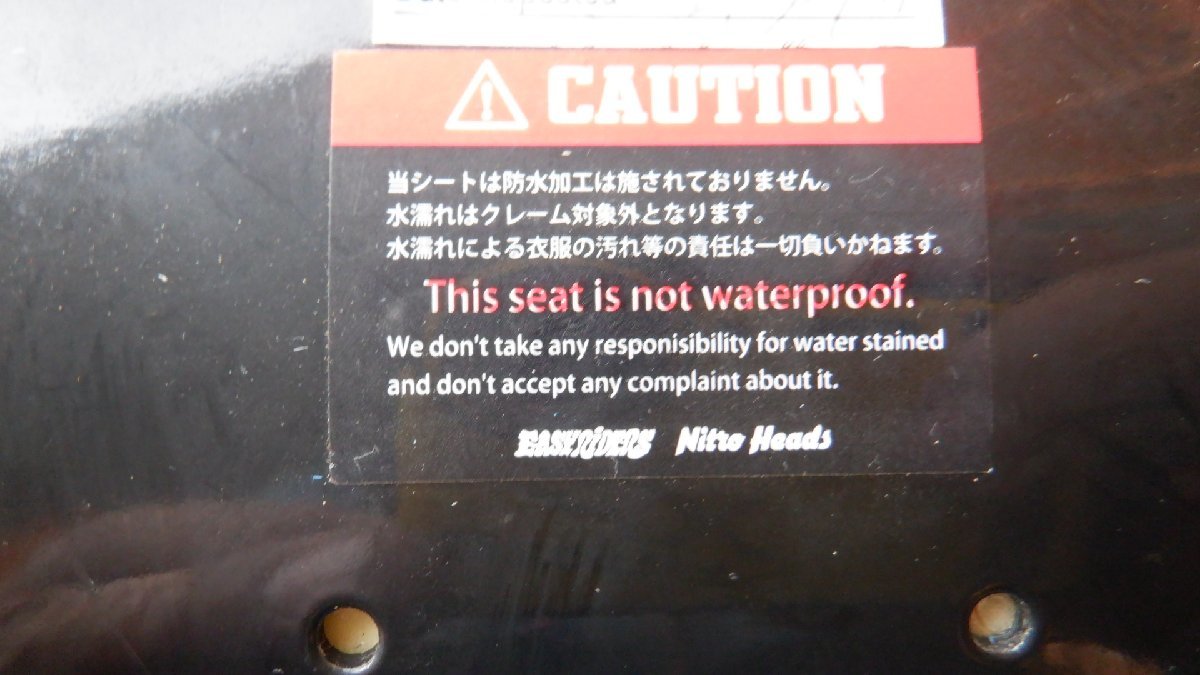 CAUTION
当シートは防水加工は施されておりません。
水濡れはクレーム対象外となります。
水濡れによる衣服の汚れ等の責任は一切負いかねます。
This seat is not waterproof.
We don't take any responisibility for water stained
and don't accept any complaint about it.
EASYRIDERS Nitro Heads